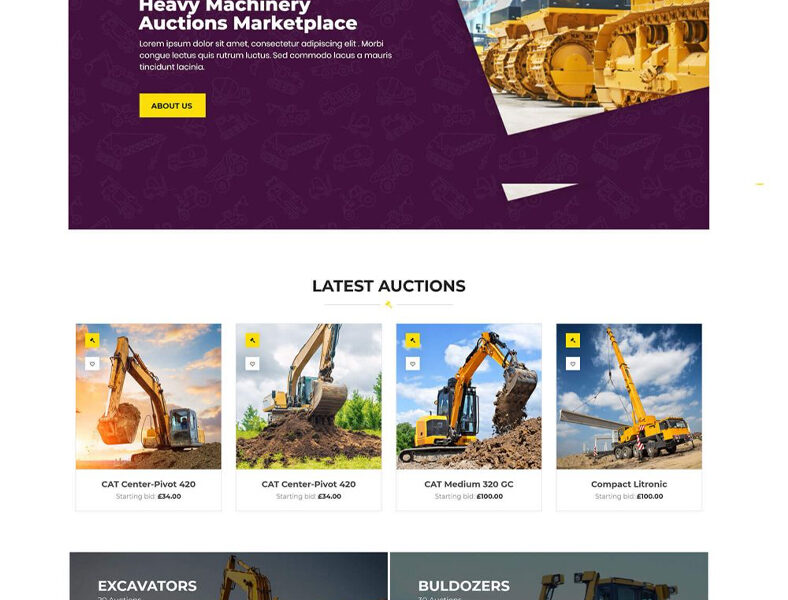 Heavy Machinery
Auctions Marketplace
Lorem ipsum dolor sit amet, consectetur adipiscing elit . Morbi
congue lectus quis rutrum luctus. Sed commodo lacus a mauris
tincidunt lacinia.
ABOUT US
LATEST AUCTIONS
CAT Center-Pivot 420
Starting bid: £34.00
CAT Center-Pivot 420
Starting bid: £34.00
CAT Medium 320 GC
Starting bid: £100.00
Compact Litronic
Starting bid: £100.00
EXCAVATORS
BULDOZERS